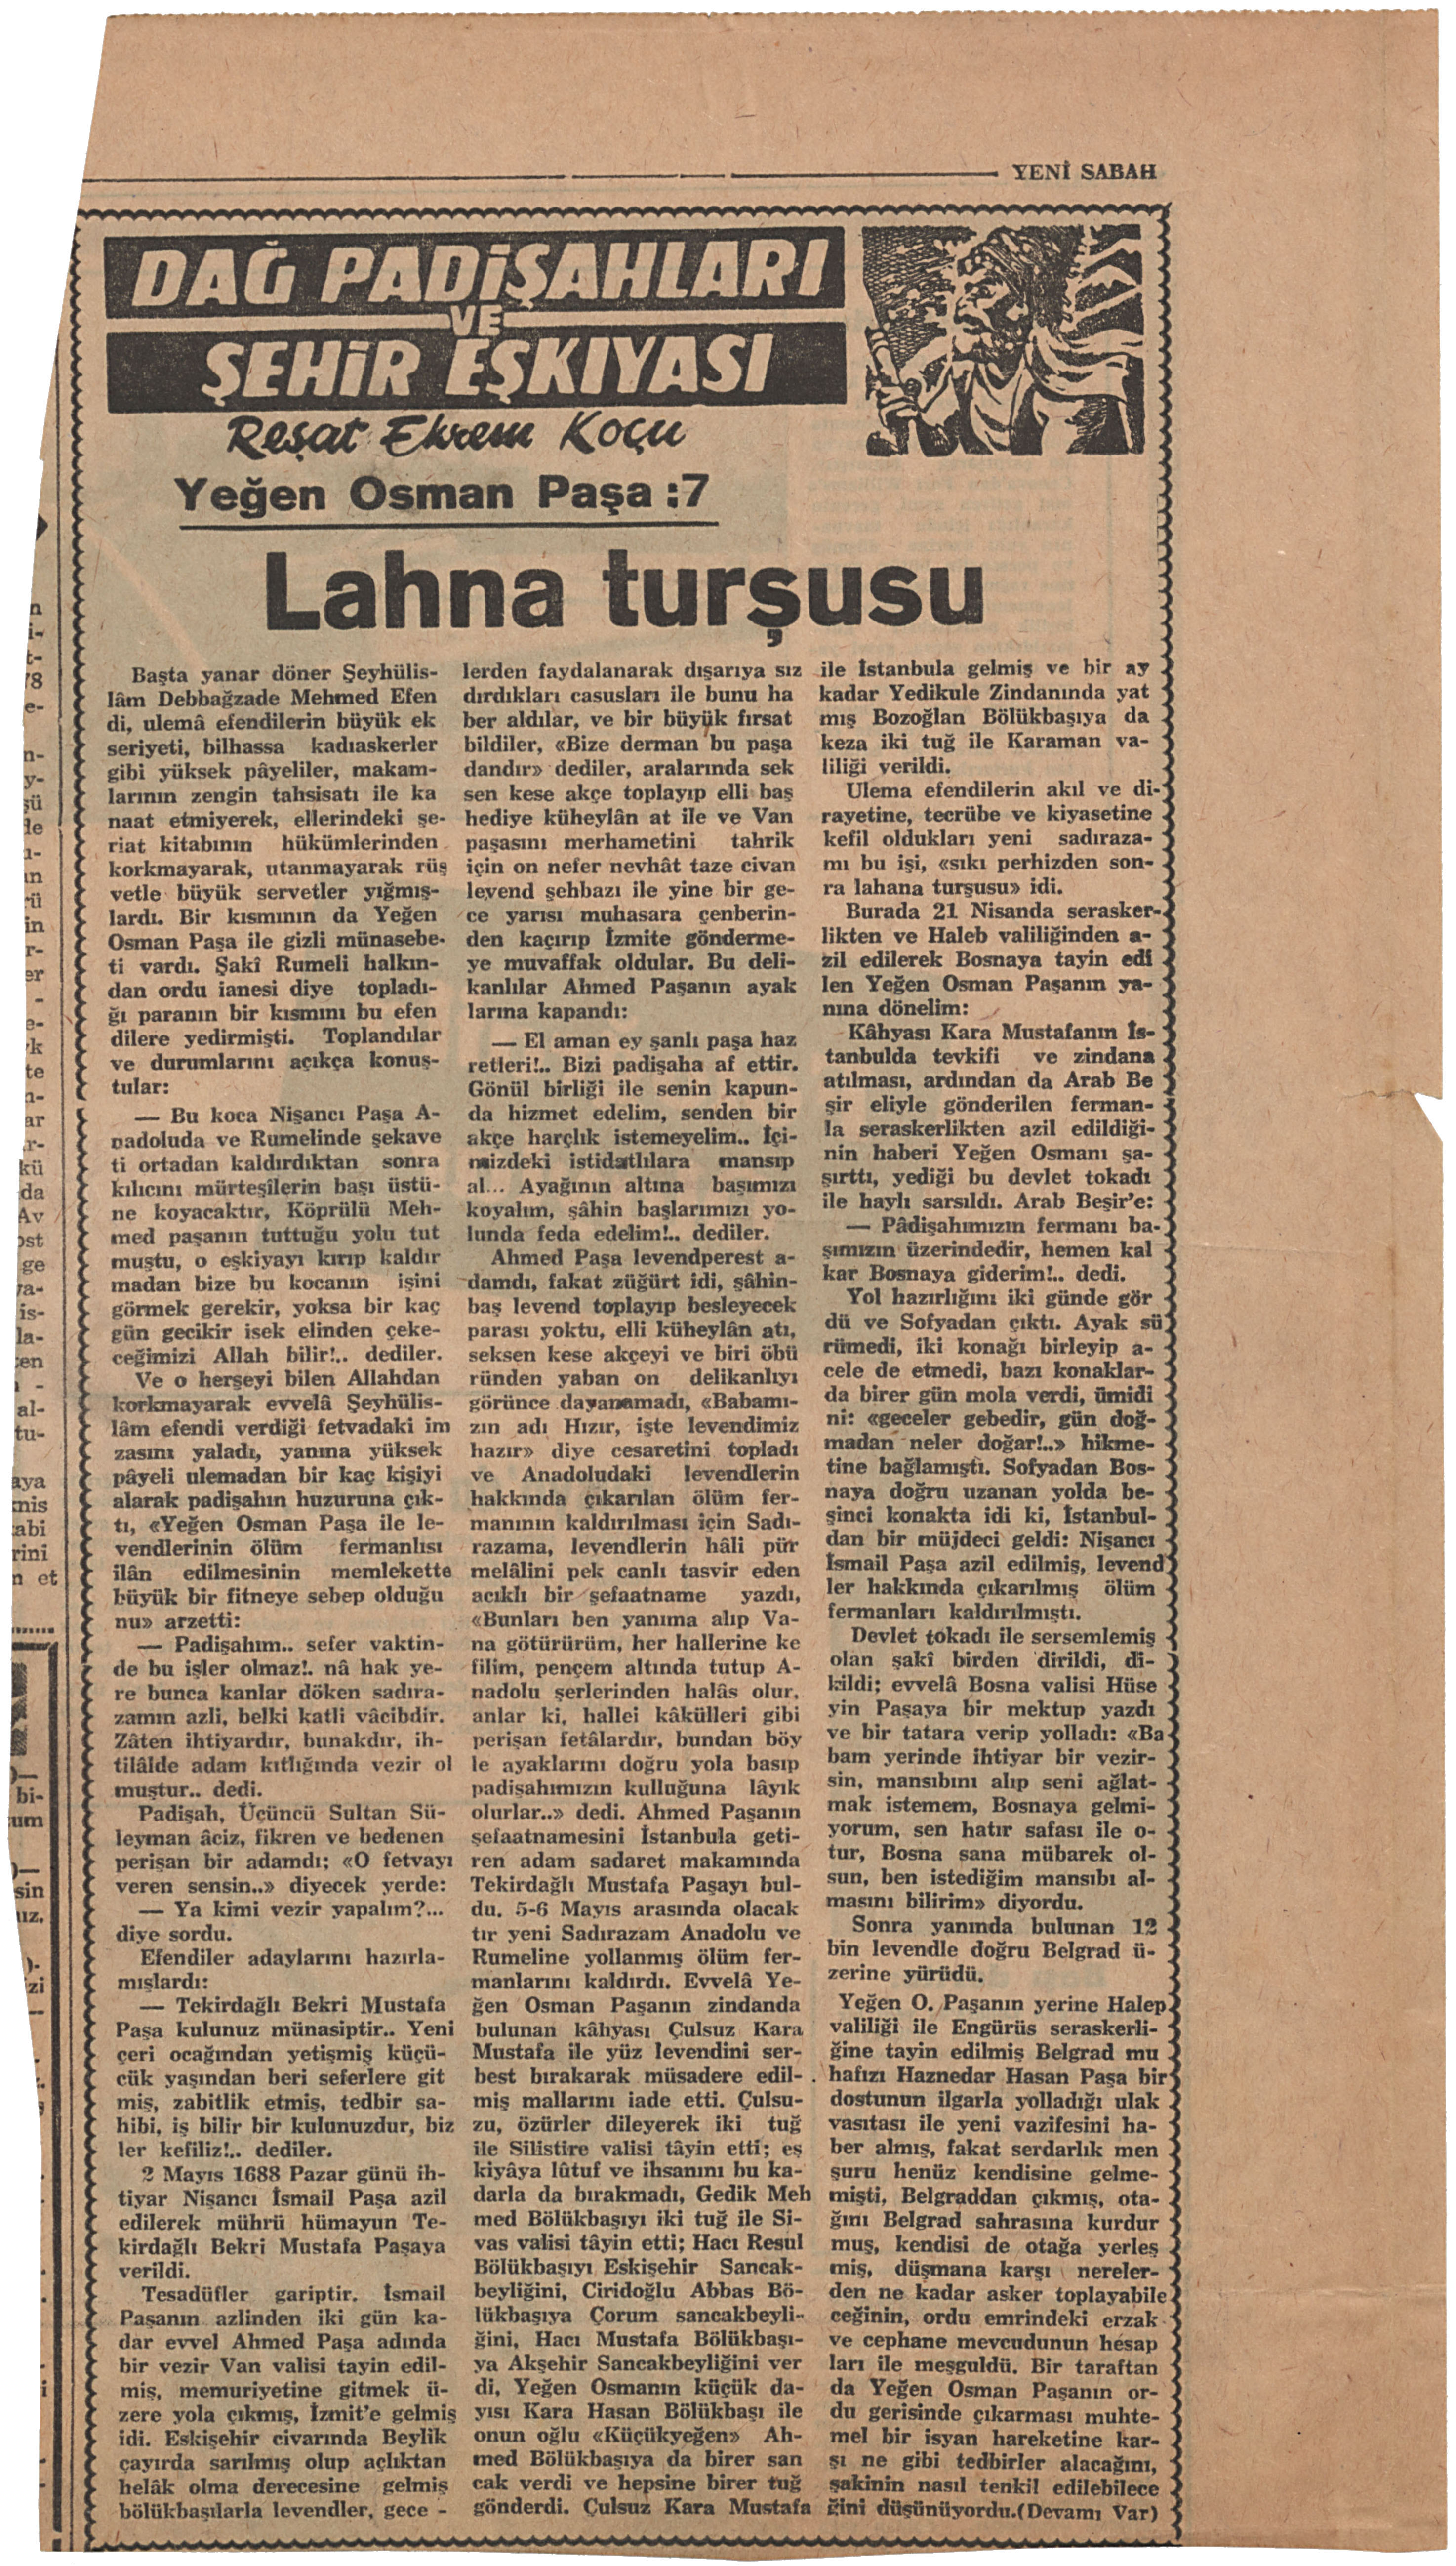 YENİ SABAH
DAĞ PADİŞAHLARI
VE
ŞEHİR EŞKIYASI
Reşat Ekrem Koçu
Yeğen Osman Paşa :7
Lahna turşusu
Başta yanar döner Şeyhülis-
lâm Debbağzade Mehmed Efen
di, ulemâ efendilerin büyük ek
seriyeti, bilhassa kadıaskerler
gibi yüksek pâyeliler, makam-
larının zengin tahsisatı ile ka
naat etmiyerek, ellerindeki şe-
riat kitabının hükümlerinden
korkmayarak, utanmayarak rüş
vetle büyük servetler yığmış-
lardı. Bir kısmının da Yeğen
Osman Paşa ile gizli münasebe-
ti vardı. Şakî Rumeli halkın-
dan ordu ianesi diye topladı-
ğı paranın bir kısmını bu efen
dilere yedirmişti. Toplandılar
ve durumlarını açıkça konuş-
tular:
— Bu koca Nişancı Paşa A-
nadoluda ve Rumelinde şekave
ti ortadan kaldırdıktan sonra
kılıcını mürteşîlerin başı üstü-
ne koyacaktır, Köprülü Meh-
med paşanın tuttuğu yolu tut
muştu, o eşkiyayı kırıp kaldır
madan bize bu kocanın işini
görmek gerekir, yoksa bir kaç
gün gecikir isek elinden çeke-
ceğimizi Allah bilir!.. dediler.
Ve o herşeyi bilen Allahdan
korkmayarak evvelâ Şeyhülis-
lâm efendi verdiği fetvadaki im
zasını yaladı, yanına yüksek
pâyeli ulemadan bir kaç kişiyi
alarak padişahın huzuruna çık-
tı, «Yeğen Osman Paşa ile le-
vendlerinin ölüm fermanlısı
ilân edilmesinin memlekette
büyük bir fitneye sebep olduğu
nu» arzetti:
— Padişahım.. sefer vaktin-
de bu işler olmaz!. nâ hak ye-
re bunca kanlar döken sadıra-
zamın azli, belki katli vâcibdir.
Zâten ihtiyardır, bunakdır, ih-
tilâlde adam kıtlığında vezir ol
muştur.. dedi.
Padişah, Üçüncü Sultan Sü-
leyman âciz, fikren ve bedenen
perişan bir adamdı; «O fetvayı
veren sensin..» diyecek yerde:
— Ya kimi vezir yapalım?...
diye sordu.
Efendiler adaylarını hazırla-
mışlardı:
— Tekirdağlı Bekri Mustafa
Paşa kulunuz münasiptir.. Yeni
çeri ocağından yetişmiş küçü-
cük yaşından beri seferlere git
miş, zabitlik etmiş, tedbir sa-
hibi, iş bilir bir kulunuzdur, biz
ler kefiliz!.. dediler.
2 Mayıs 1688 Pazar günü ih-
tiyar Nişancı İsmail Paşa azil
edilerek mührü hümayun Te-
kirdağlı Bekri Mustafa Paşaya
verildi.
Tesadüfler gariptir. İsmail
Paşanın azlinden iki gün ka-
dar evvel Ahmed Paşa adında
bir vezir Van valisi tayin edil-
miş, memuriyetine gitmek ü-
zere yola çıkmış, İzmit'e gelmiş
idi. Eskişehir civarında Beylik
çayırda sarılmış olup açlıktan
helâk olma derecesine gelmiş
bölükbaşılarla levendler, gece -
lerden faydalanarak dışarıya sız
dırdıkları casusları ile bunu ha
ber aldılar, ve bir büyük fırsat
bildiler, «Bize derman bu paşa
dandır» dediler, aralarında sek
sen kese akçe toplayıp elli baş
hediye küheylân at ile ve Van
paşasını merhametini tahrik
için on nefer nevhât taze civan
levend şehbazı ile yine bir ge-
ce yarısı muhasara çenberin-
den kaçırıp İzmite gönderme-
ye muvaffak oldular. Bu deli-
kanlılar Ahmed Paşanın ayak
larına kapandı:
— El aman ey şanlı paşa haz
retleri!.. Bizi padişaha af ettir.
Gönül birliği ile senin kapun-
da hizmet edelim, senden bir
akçe harçlık istemeyelim.. İçi-
mizdeki istidatlılara mansıp
al... Ayağının altına başımızı
koyalım, şâhin başlarımızı yo-
lunda feda edelim!.. dediler.
Ahmed Paşa levendperest a-
damdı, fakat züğürt idi, şâhin-
baş levend toplayıp besleyecek
parası yoktu, elli küheylân atı,
seksen kese akçeyi ve biri öbü
ründen yaban on delikanlıyı
görünce dayanamadı, «Babamı-
zın adı Hızır, işte levendimiz
hazır» diye cesaretini topladı
ve Anadoludaki levendlerin
hakkında çıkarılan ölüm fer-
manının kaldırılması için Sadı-
razama, levendlerin hâli pür
melâlini pek canlı tasvir eden
acıklı bir şefaatname yazdı,
«Bunları ben yanıma alıp Va-
na götürürüm, her hallerine ke
filim, pençem altında tutup A-
nadolu şerlerinden halâs olur,
anlar ki, hallei kâkülleri gibi
perişan fetâlardır, bundan böy
le ayaklarını doğru yola basıp
padişahımızın kulluğuna lâyık
olurlar..» dedi. Ahmed Paşanın
şefaatnamesini İstanbula geti-
ren adam sadaret makamında
Tekirdağlı Mustafa Paşayı bul-
du. 5-6 Mayıs arasında olacak
tır yeni Sadırazam Anadolu ve
Rumeline yollanmış ölüm fer-
manlarını kaldırdı. Evvelâ Ye-
ğen Osman Paşanın zindanda
bulunan kâhyası Çulsuz Kara
Mustafa ile yüz levendini ser-
best bırakarak müsadere edil-
miş mallarını iade etti. Çulsu-
zu, özürler dileyerek iki tuğ
ile Silistire valisi tâyin etti; eş
kiyâya lûtuf ve ihsanını bu ka-
darla da bırakmadı, Gedik Meh
med Bölükbaşıyı iki tuğ ile Si-
vas valisi tâyin etti; Hacı Resul
Bölükbaşıyı Eskişehir Sancak-
beyliğini, Ciridoğlu Abbas Bö-
lükbaşıya Çorum sancakbeyli-
ğini, Hacı Mustafa Bölükbaşı-
ya Akşehir Sancakbeyliğini ver
di, Yeğen Osmanın küçük da-
yısı Kara Hasan Bölükbaşı ile
onun oğlu «Küçükyeğen» Ah-
med Bölükbaşıya da birer san
cak verdi ve hepsine birer tuğ
gönderdi. Çulsuz Kara Mustafa
ile İstanbula gelmiş ve bir ay
kadar Yedikule Zindanında yat
mış Bozoğlan Bölükbaşıya da
keza iki tuğ ile Karaman va-
liliği verildi.
Ulema efendilerin akıl ve di-
rayetine, tecrübe ve kiyasetine
kefil oldukları yeni sadıraza-
mı bu işi, «sıkı perhizden son-
ra lahana turşusu» idi.
Burada 21 Nisanda serasker-
likten ve Haleb valiliğinden a-
zil edilerek Bosnaya tayin edi
len Yeğen Osman Paşanın ya-
nına dönelim:
Kâhyası Kara Mustafanın İs-
tanbulda tevkifi ve zindana
atılması, ardından da Arab Be
şir eliyle gönderilen ferman-
la seraskerlikten azil edildiği-
nin haberi Yeğen Osmanı şa-
şırttı, yediği bu devlet tokadı
ile haylı sarsıldı. Arab Beşir'e:
— Pâdişahımızın fermanı ba-
şımızın üzerindedir, hemen kal
kar Bosnaya giderim!.. dedi.
Yol hazırlığını iki günde gör
dü ve Sofyadan çıktı. Ayak sü
rümedi, iki konağı birleyip a-
cele de etmedi, bazı konaklar-
da birer gün mola verdi, ümidi
ni: «geceler gebedir, gün doğ-
madan neler doğar!..» hikme-
tine bağlamıştı. Sofyadan Bos-
naya doğru uzanan yolda be-
şinci konakta idi ki, İstanbul-
dan bir müjdeci geldi: Nişancı
İsmail Paşa azil edilmiş, levend
ler hakkında çıkarılmış ölüm
fermanları kaldırılmıştı.
Devlet tokadı ile sersemlemiş
olan şakî birden dirildi, di-
kildi; evvelâ Bosna valisi Hüse
yin Paşaya bir mektup yazdı
ve bir tatara verip yolladı: «Ba
bam yerinde ihtiyar bir vezir-
sin, mansıbını alıp seni ağlat-
mak istemem, Bosnaya gelmi-
yorum, sen hatır safası ile o-
tur, Bosna sana mübarek ol-
sun, ben istediğim mansıbı al-
masını bilirim» diyordu.
Sonra yanında bulunan 12
bin levendle doğru Belgrad ü-
zerine yürüdü.
Yeğen O. Paşanın yerine Halep
valiliği ile Engürüs seraskerli-
ğine tayin edilmiş Belgrad mu
hafızı Haznedar Hasan Paşa bir
dostunun ilgarla yolladığı ulak
vasıtası ile yeni vazifesini ha-
ber almış, fakat serdarlık men
şuru henüz kendisine gelme-
mişti, Belgraddan çıkmış, ota-
ğını Belgrad sahrasına kurdur
muş, kendisi de otağa yerleş
miş, düşmana karşı nereler-
den ne kadar asker toplayabile
ceğinin, ordu emrindeki erzak
ve cephane mevcudunun hesap
ları ile meşguldü. Bir taraftan
da Yeğen Osman Paşanın or-
du gerisinde çıkarması muhte-
mel bir isyan hareketine kar-
şı ne gibi tedbirler alacağını,
şakinin nasıl tenkil edilebilece
ğini düşünüyordu.(Devamı Var)